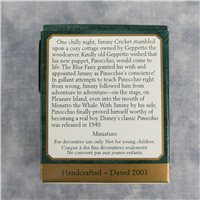 One chilly night, Jiminy Cricket stumbled
upon a cozy cottage owned by Geppetto the
woodcarver. Kindly old Geppetto wished that
his new puppet, Pinocchio, would come to
life. The Blue Fairy granted his wish and
appointed Jiminy as Pinocchio's conscience!
In gallant attempts to teach Pinocchio right
from wrong, Jiminy followed him from
adventure to adventure—on the stage, on
Pleasure Island, even into the mouth of
Monstro the Whale. With Jiminy by his side,
Pinocchio finally proved himself worthy of
becoming a real boy. Disney's classic Pinocchio
was released in 1940.
Miniature
For decorative use only. Not for young children.
Conçue à des fins décoratives seulement.
Ne convient pas aux jeunes enfants.
Handcrafted – Dated 2001